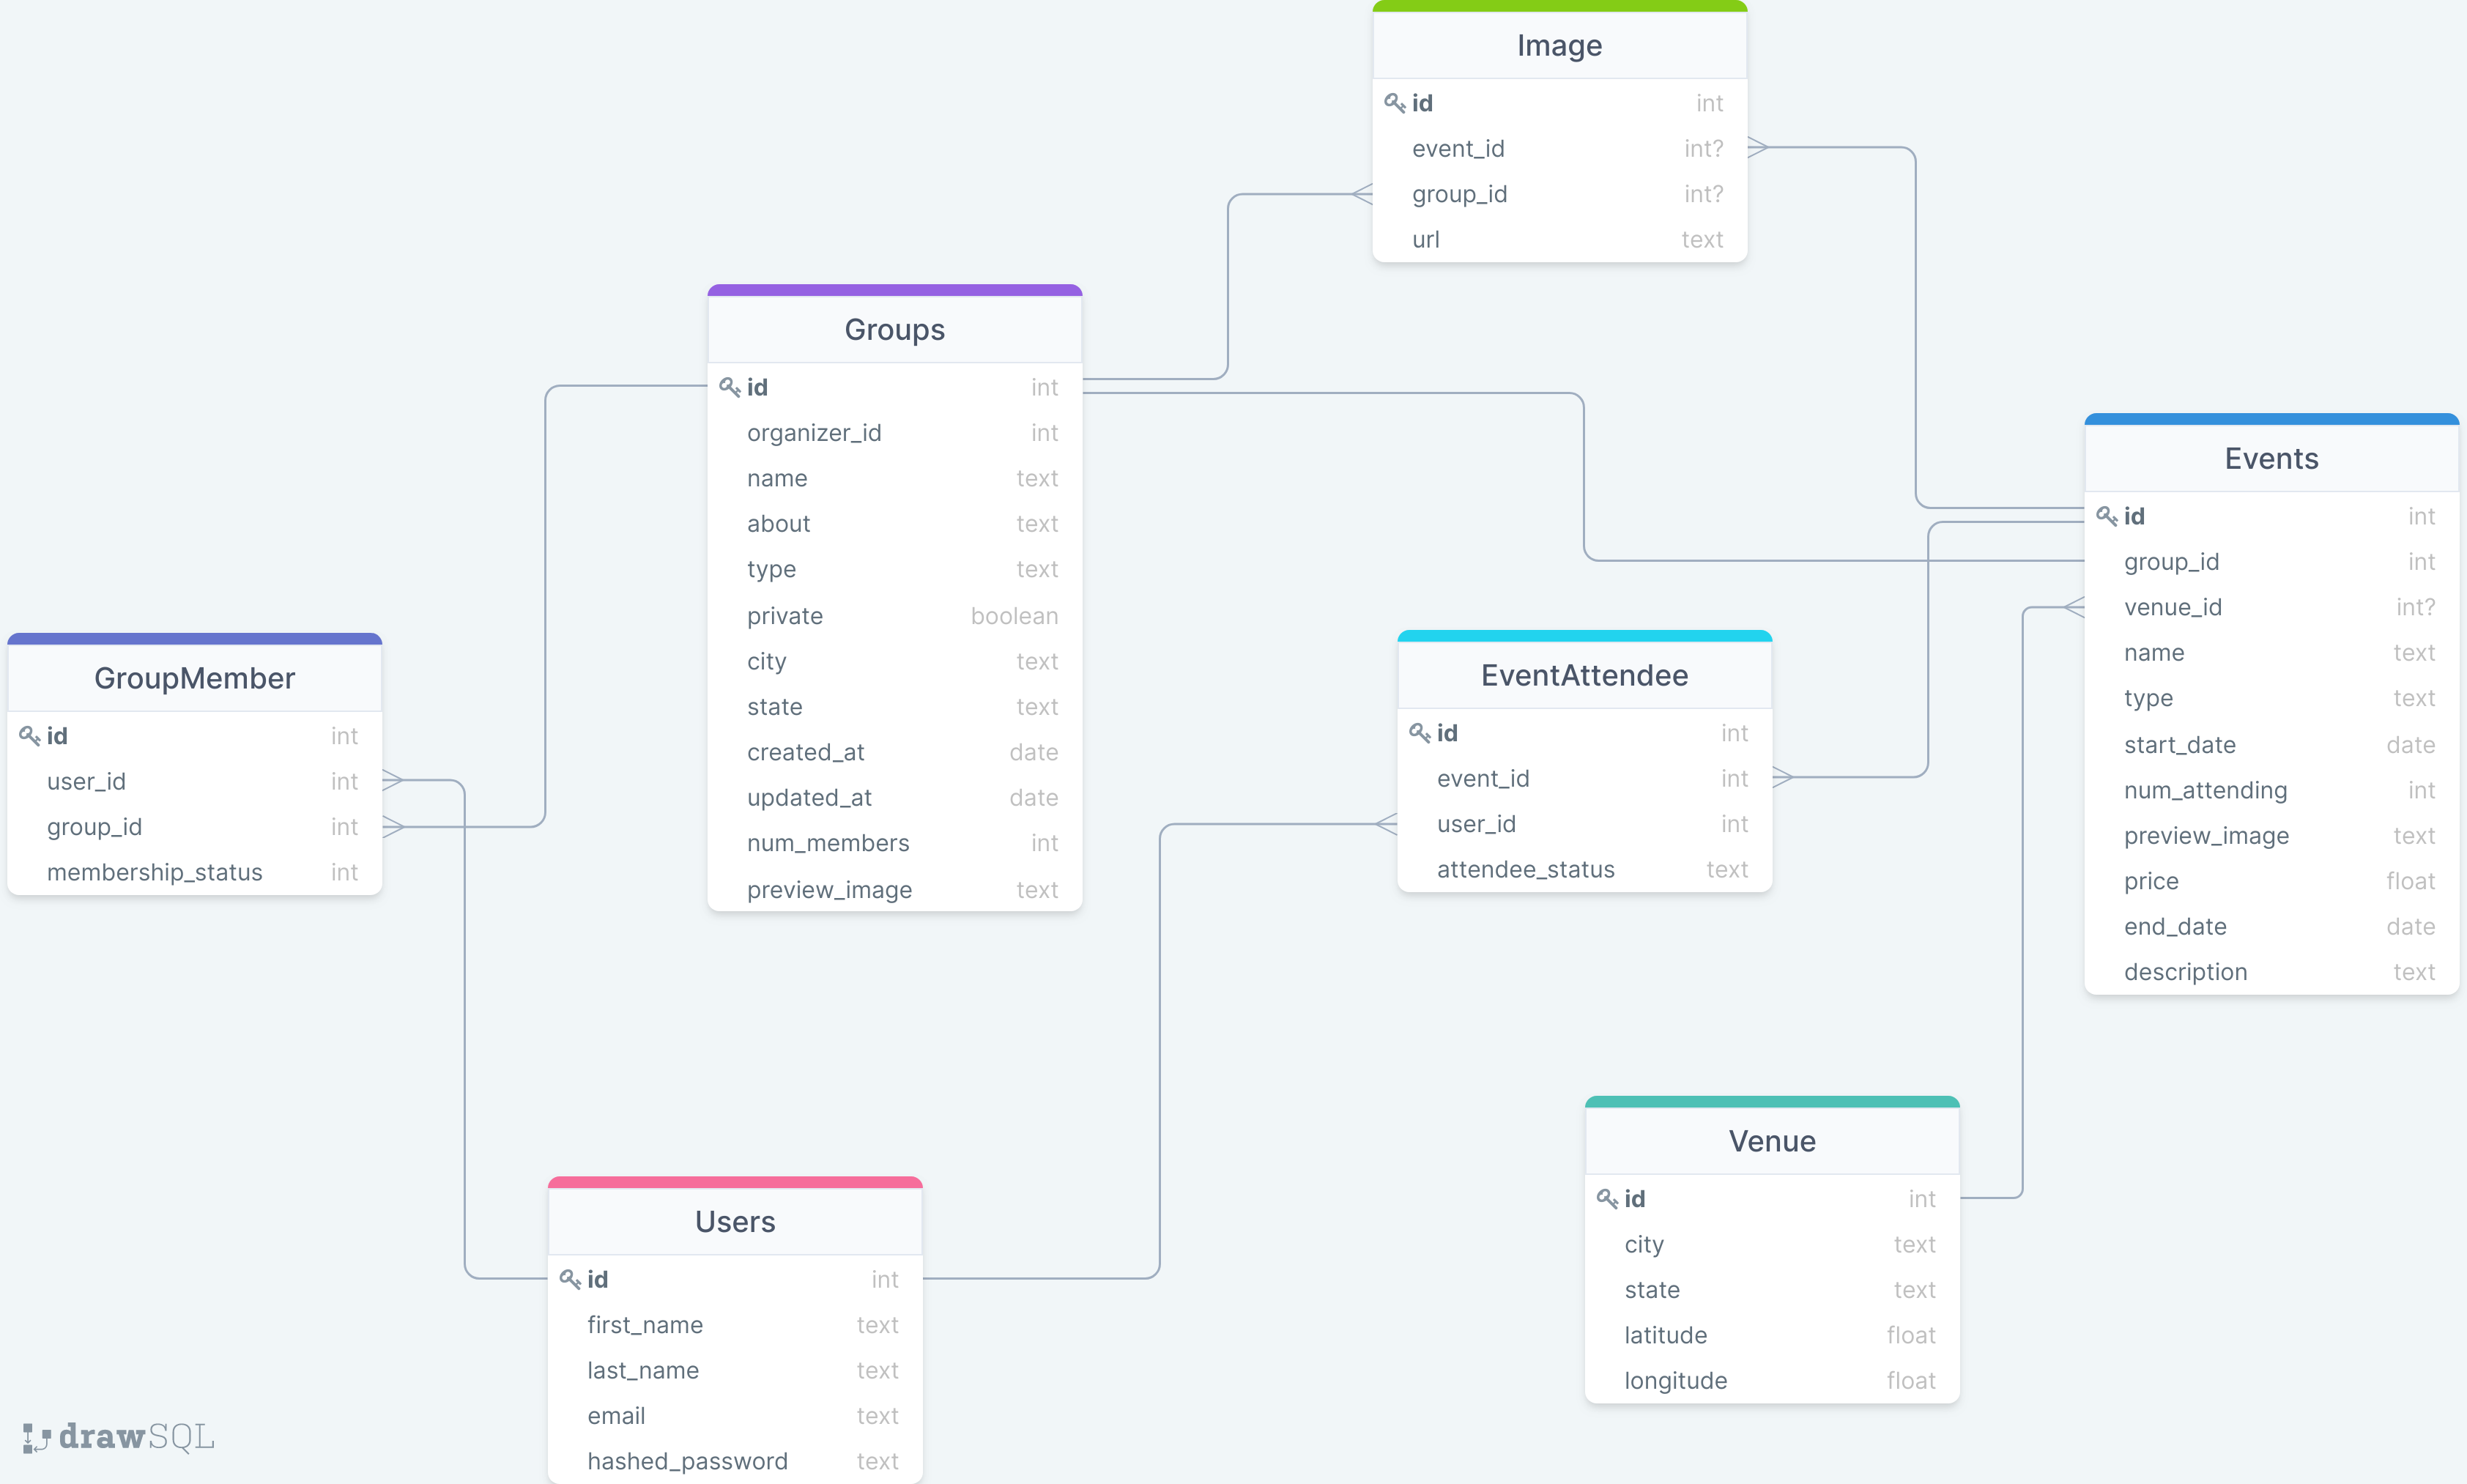 Image
id int
event_id int?
group_id int?
url text
Groups
id int
organizer_id int
name text
about text
type text
private boolean
city text
state text
created_at date
updated_at date
num_members int
preview_image text
Events
id int
group_id int
venue_id int?
name text
type text
start_date date
num_attending int
preview_image text
price float
end_date date
description text
GroupMember
id int
user_id int
group_id int
membership_status int
EventAttendee
id int
event_id int
user_id int
attendee_status text
Venue
id int
city text
state text
latitude float
longitude float
Users
id int
first_name text
last_name text
email text
hashed_password text
drawSQL